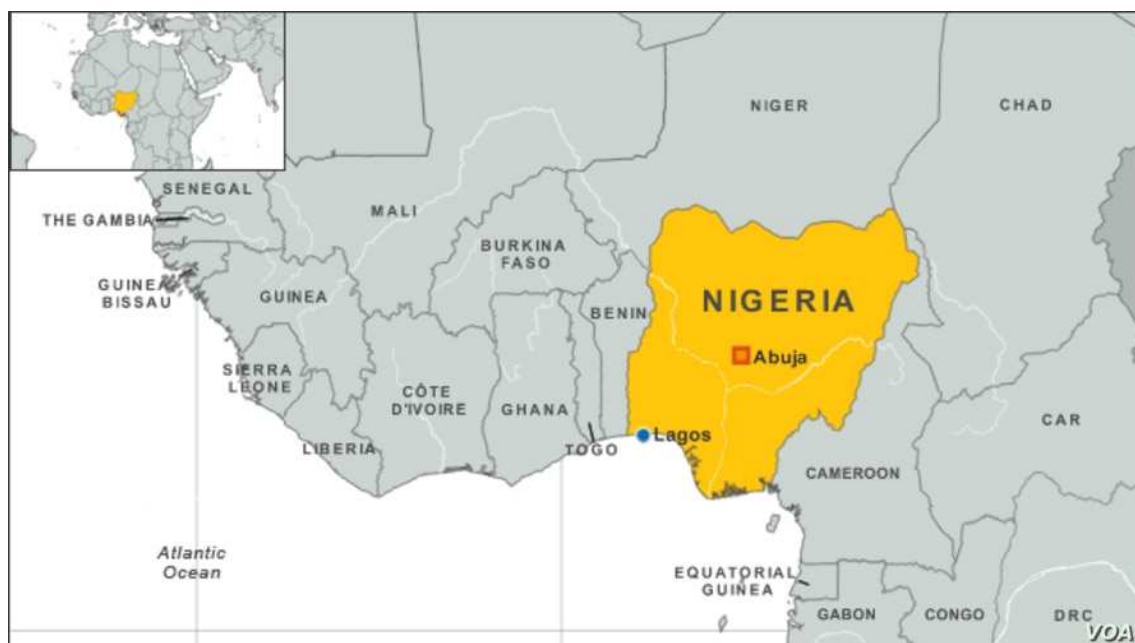 NIGER
CHAD
SENEGAL
THE GAMBIA
MALI
BURKINA
FASO
GUINEA
BISSAU
GUINEA
BENIN
NIGERIA
Abuja
SIERRA
LEONE
CÔTE
D'IVOIRE
GHANA
CAR
LIBERIA
TOGO
Lagos
CAMEROON
Atlantic
Ocean
EQUATORIAL
GUINEA
GABON
CONGO
DRC
VOA